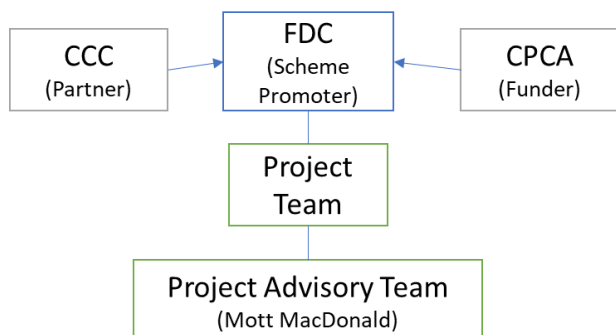 CCC
(Partner)
FDC
(Scheme
Promoter)
CPCA
(Funder)
Project
Team
Project Advisory Team
(Mott MacDonald)